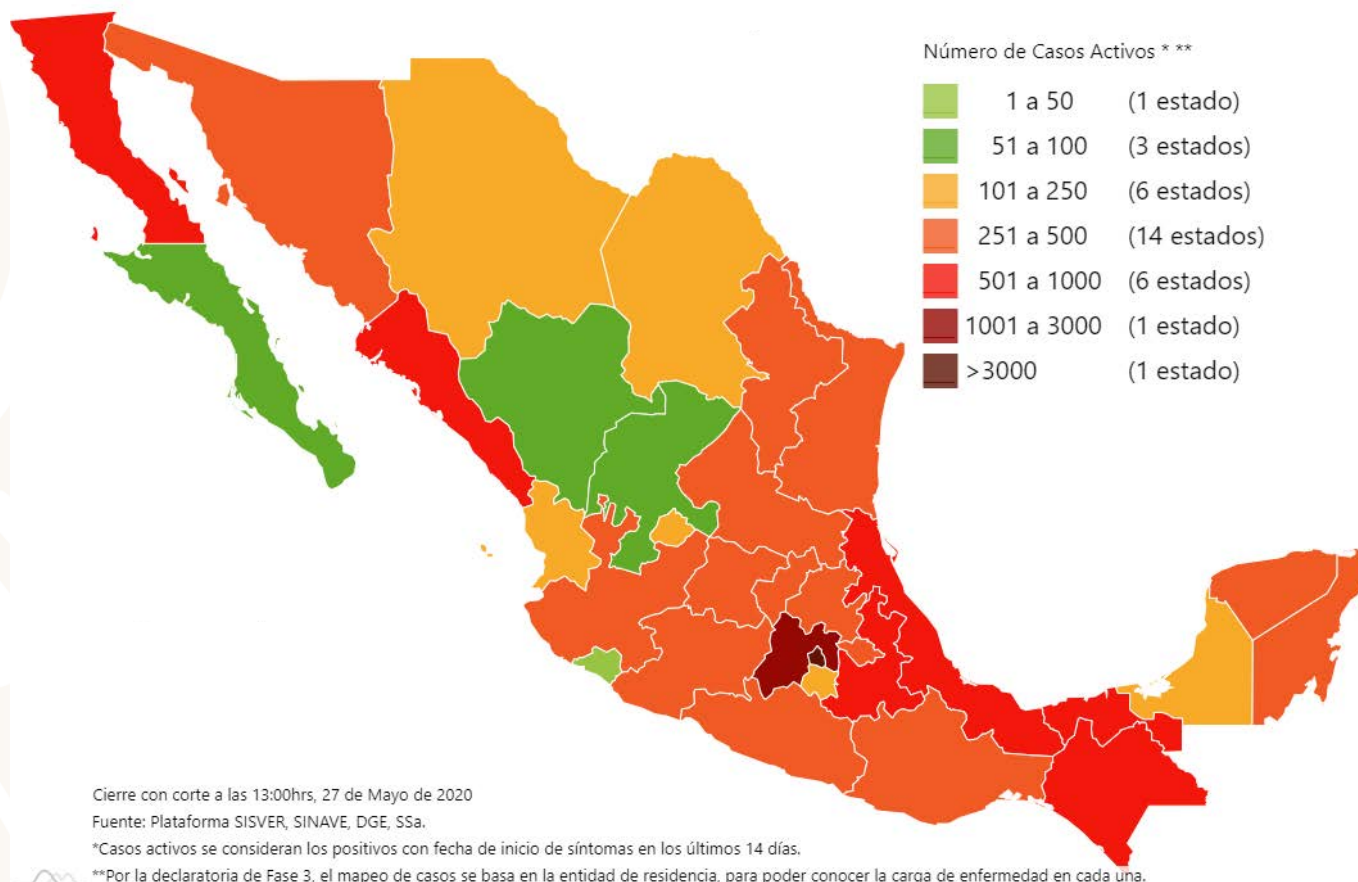 Número de Casos Activos * **
1 a 50 (1 estado)
51 a 100 (3 estados)
101 a 250 (6 estados)
251 a 500 (14 estados)
501 a 1000 (6 estados)
1001 a 3000 (1 estado)
>3000 (1 estado)
Cierre con corte a las 13:00hrs, 27 de Mayo de 2020
Fuente: Plataforma SISVER, SINAVE, DGE, SSa.
*Casos activos se consideran los positivos con fecha de inicio de síntomas en los últimos 14 días.
**Por la declaratoria de Fase 3, el mapeo de casos se basa en la entidad de residencia, para poder conocer la carga de enfermedad en cada una.